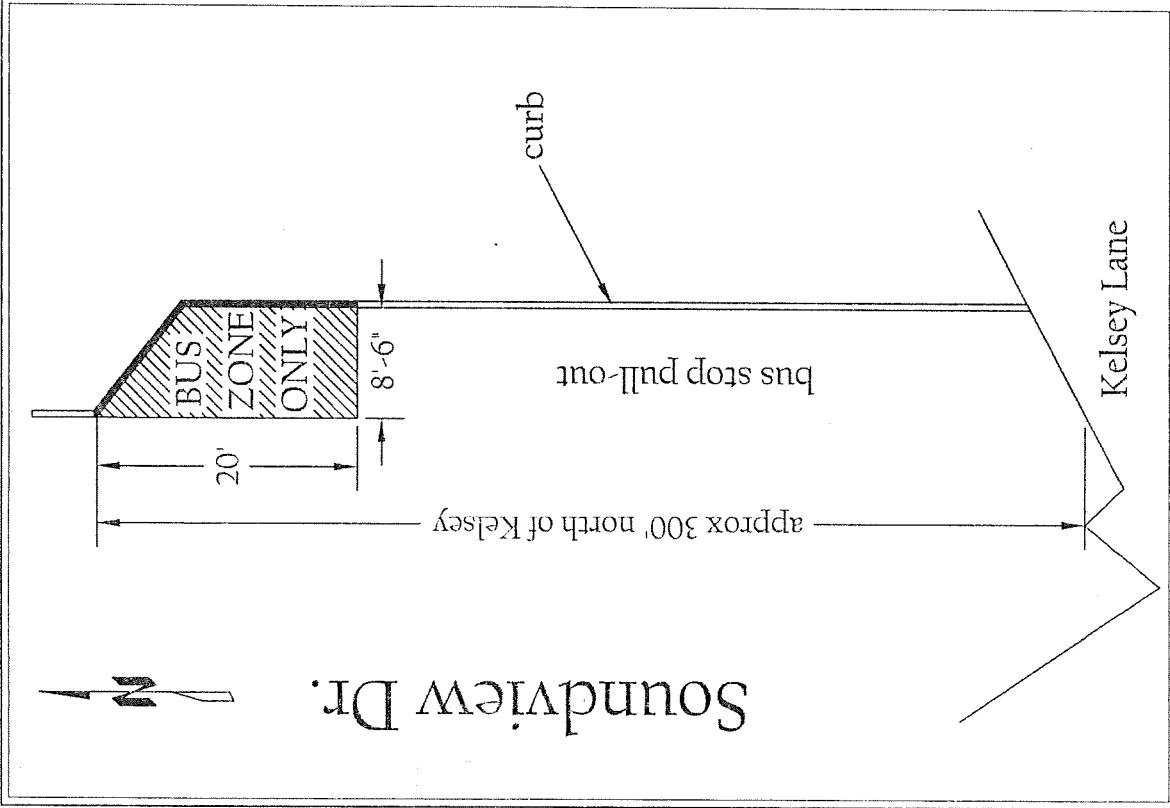 curb
BUS
ZONE
ONLY
8'-6"
20'
bus stop pull-out
approx 300' north of Kelsey
Kelsey Lane
N
Soundview Dr.